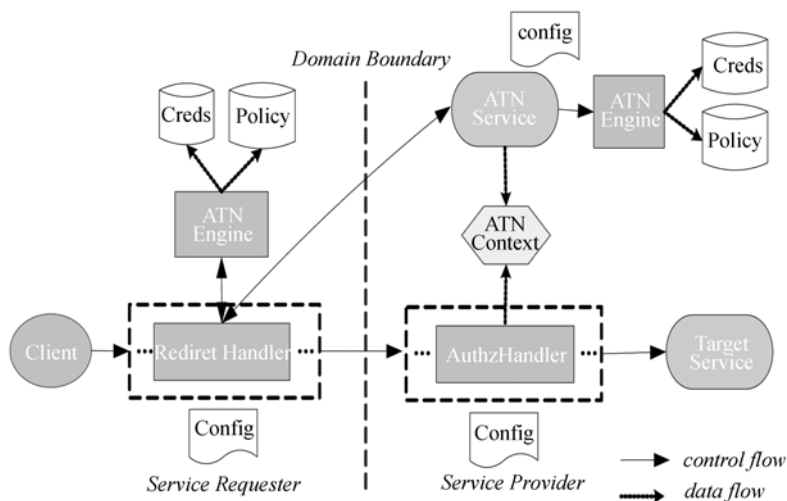 config
Domain Boundary
Creds
Policy
ATN
Service
ATN
Engine
Creds
Policy
ATN
Engine
ATN
Context
Client
... Rediret Handler ...
... AuthzHandler ...
Target
Service
Config
Config
Service Requester
Service Provider
control flow
data flow